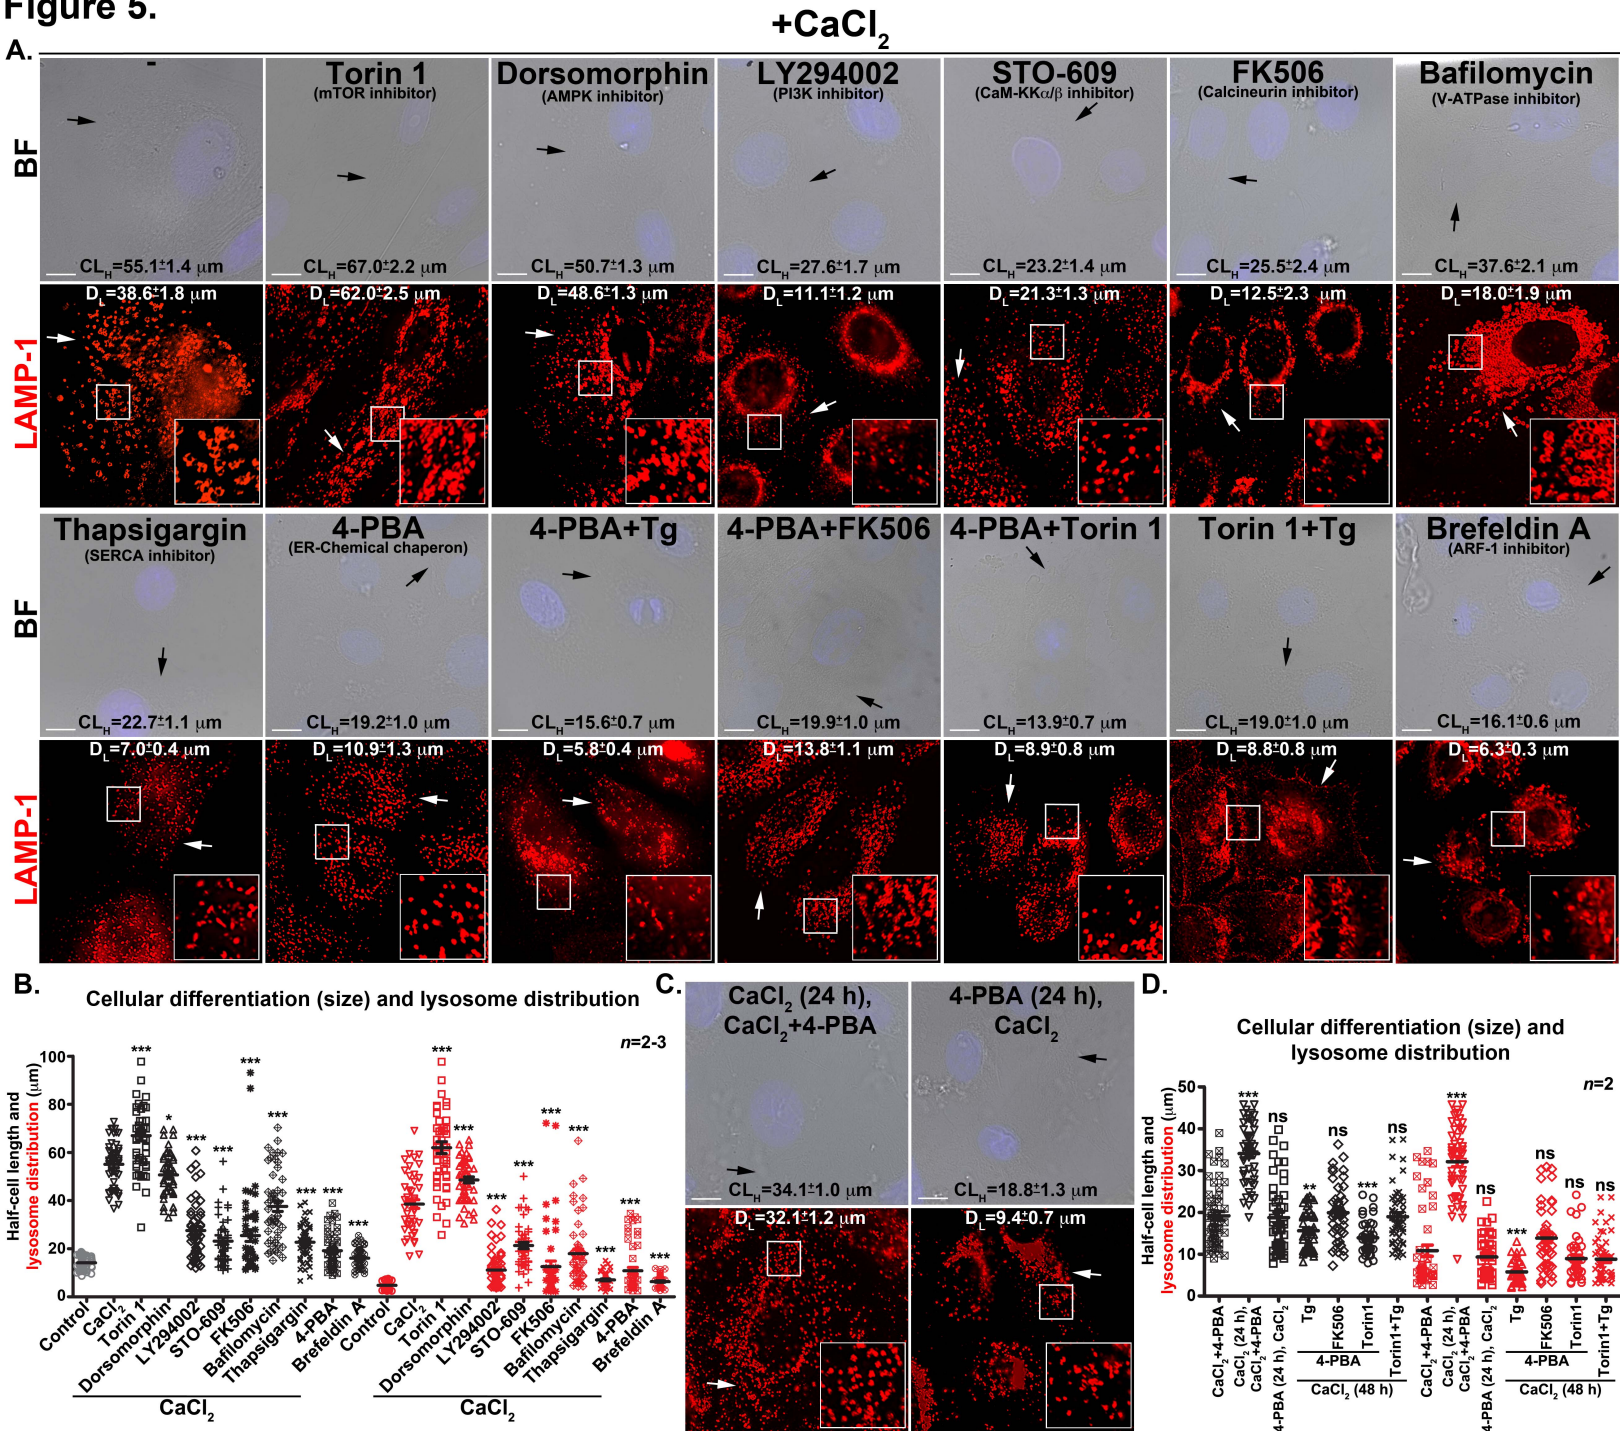 Figure 5.
+CaCl2
A.
BF
-
Torin 1
(mTOR inhibitor)
Dorsomorphin
(AMPK inhibitor)
LY294002
(PI3K inhibitor)
STO-609
(CaM-KKα/β inhibitor)
FK506
(Calcineurin inhibitor)
Bafilomycin
(V-ATPase inhibitor)
CLH=55.1±1.4 μm
CLH=67.0±2.2 μm
CLH=50.7±1.3 μm
CLH=27.6±1.7 μm
CLH=23.2±1.4 μm
CLH=25.5±2.4 μm
CLH=37.6±2.1 μm
LAMP-1
DL=38.6±1.8 μm
DL=62.0±2.5 μm
DL=48.6±1.3 μm
DL=11.1±1.2 μm
DL=21.3±1.3 μm
DL=12.5±2.3 μm
DL=18.0±1.9 μm
BF
Thapsigargin
(SERCA inhibitor)
4-PBA
(ER-Chemical chaperon)
4-PBA+Tg
4-PBA+FK506
4-PBA+Torin 1
Torin 1+Tg
Brefeldin A
(ARF-1 inhibitor)
CLH=22.7±1.1 μm
CLH=19.2±1.0 μm
CLH=15.6±0.7 μm
CLH=19.9±1.0 μm
CLH=13.9±0.7 μm
CLH=19.0±1.0 μm
CLH=16.1±0.6 μm
LAMP-1
DL=7.0±0.4 μm
DL=10.9±1.3 μm
DL=5.8±0.4 μm
DL=13.8±1.1 μm
DL=8.9±0.8 μm
DL=8.8±0.8 μm
DL=6.3±0.3 μm
B.
Cellular differentiation (size) and lysosome distribution
n=2-3
Half-cell length and
lysosome distribution (μm)
100
80
60
40
20
0
*** * *** *** *** *** *** *** ***
*** *** *** *** *** *** *** *** ***
Control
CaCl2
Torin 1
Dorsomorphin
LY294002
STO-609
FK506
Bafilomycin
Thapsigargin
4-PBA
Brefeldin A
CaCl2
Control
CaCl2
Torin 1
Dorsomorphin
LY294002
STO-609
FK506
Bafilomycin
Thapsigargin
4-PBA
Brefeldin A
CaCl2
C.
CaCl2 (24 h),
CaCl2+4-PBA
CLH=34.1±1.0 μm
4-PBA (24 h),
CaCl2
CLH=18.8±1.3 μm
DL=32.1±1.2 μm
DL=9.4±0.7 μm
D.
Cellular differentiation (size) and
lysosome distribution
n=2
Half-cell length and
lysosome distribution (μm)
50
40
30
20
10
0
*** ns ** ns *** ns
*** ns *** ns ns ns
CaCl2+4-PBA
CaCl2 (24 h),
CaCl2+4-PBA
4-PBA (24 h), CaCl2
Tg
FK506
Torin1
Torin1+Tg
4-PBA
CaCl2 (48 h)
CaCl2+4-PBA
CaCl2 (24 h)
CaCl2+4-PBA
4-PBA (24 h), CaCl2
Tg
FK506
Torin1
Torin1+Tg
4-PBA
CaCl2 (48 h)